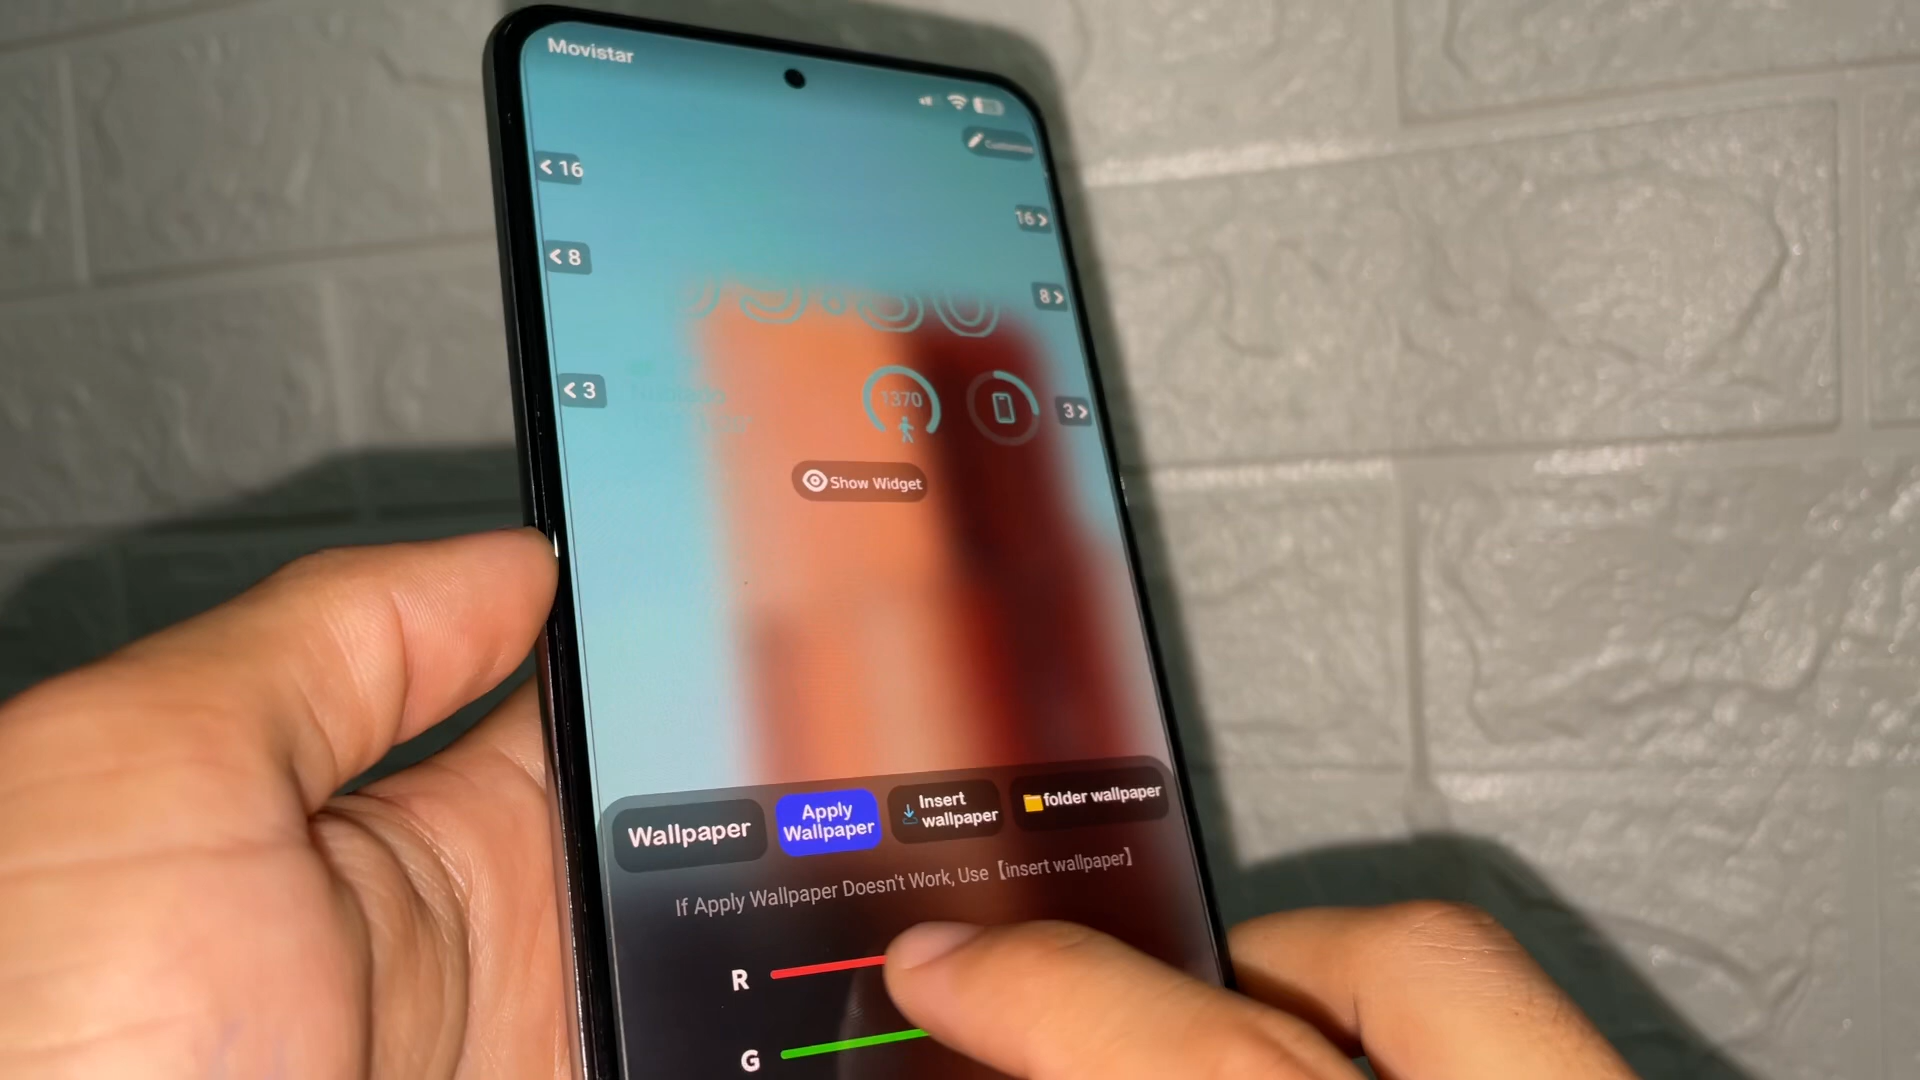 Movistar
Customize
< 16
16 >
< 8
8 >
< 3
1370
3 >
Show Widget
Wallpaper
Apply
Wallpaper
Insert
wallpaper
folder wallpaper
If Apply Wallpaper Doesn't Work, Use【insert wallpaper】
R
G